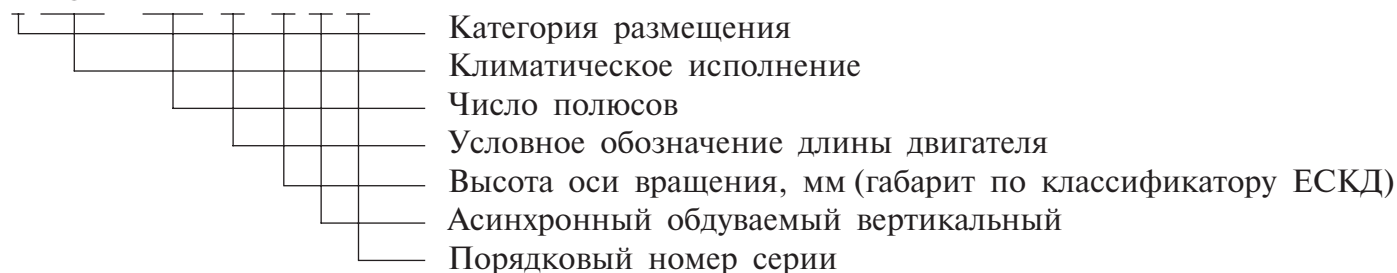 Категория размещения
Климатическое исполнение
Число полюсов
Условное обозначение длины двигателя
Высота оси вращения, мм (габарит по классификатору ЕСКД)
Асинхронный обдуваемый вертикальный
Порядковый номер серии